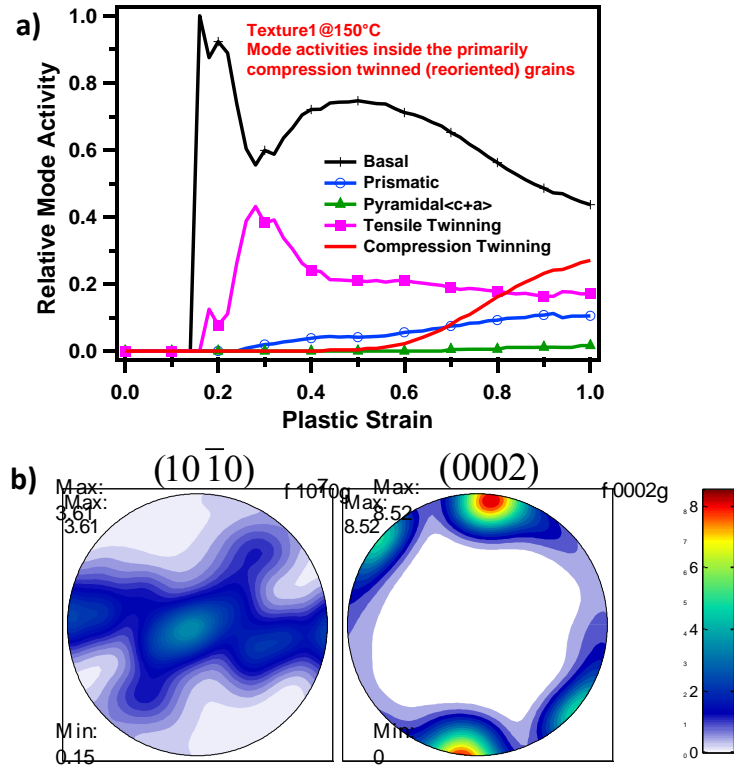 a)
Texture1@150°C
Mode activities inside the primarily
compression twinned (reoriented) grains
Relative Mode Activity
1.0
0.8
0.6
0.4
0.2
0.0
Basal
Prismatic
Pyramidal<c+a>
Tensile Twinning
Compression Twinning
0.0 0.2 0.4 0.6 0.8 1.0
Plastic Strain
b)
(10\overline{1}0)
(0002)
Max:
3.61
Max:
3.61
Max:
8.52
Max:
8.52
f 0002g
Min:
0.15
Min:
0
8
6
4
2
0